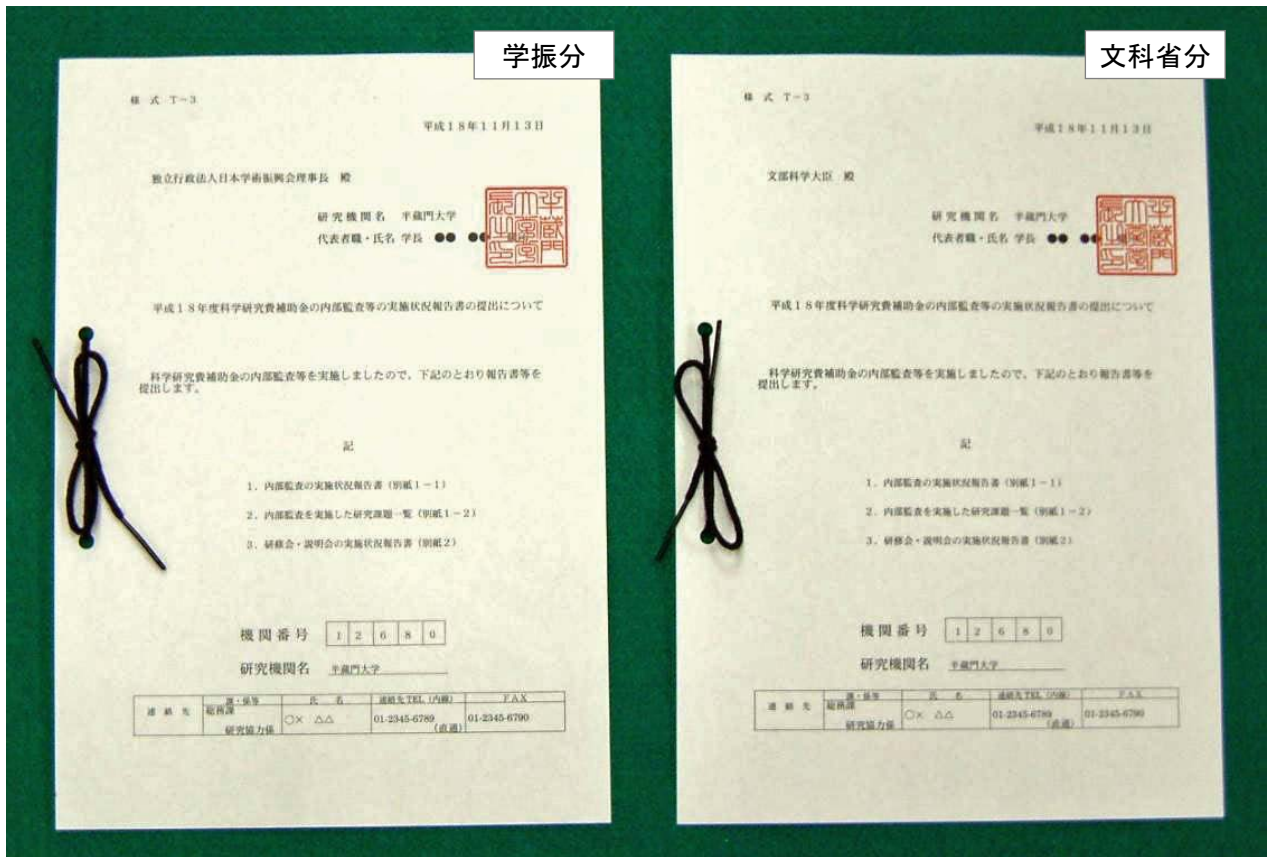 学振分
様 式 T-3
平成18年11月13日
独立行政法人日本学術振興会理事長 殿
研究機関名 半蔵門大学
代表者職・氏名 学長 ●● ●●
平成18年度科学研究費補助金の内部監査等の実施状況報告書の提出について
科学研究費補助金の内部監査等を実施しましたので、下記のとおり報告書等を
提出します。
記
1. 内部監査の実施状況報告書(別紙1-1)
2. 内部監査を実施した研究課題一覧(別紙1-2)
3. 研修会・説明会の実施状況報告書(別紙2)
機関番号 1 2 6 8 0
研究機関名 半蔵門大学
連 絡 先 課・係等 氏 名 連絡先TEL(内線) FAX
総務課 ○× △△ 01-2345-6789 01-2345-6790
研究協力係 (直通)
文科省分
様 式 T-3
平成18年11月13日
文部科学大臣 殿
研究機関名 半蔵門大学
代表者職・氏名 学長 ●● ●●
平成18年度科学研究費補助金の内部監査等の実施状況報告書の提出について
科学研究費補助金の内部監査等を実施しましたので、下記のとおり報告書等を
提出します。
記
1. 内部監査の実施状況報告書(別紙1-1)
2. 内部監査を実施した研究課題一覧(別紙1-2)
3. 研修会・説明会の実施状況報告書(別紙2)
機関番号 1 2 6 8 0
研究機関名 半蔵門大学
連 絡 先 課・係等 氏 名 連絡先TEL(内線) FAX
総務課 ○× △△ 01-2345-6789 01-2345-6790
研究協力係 (直通)